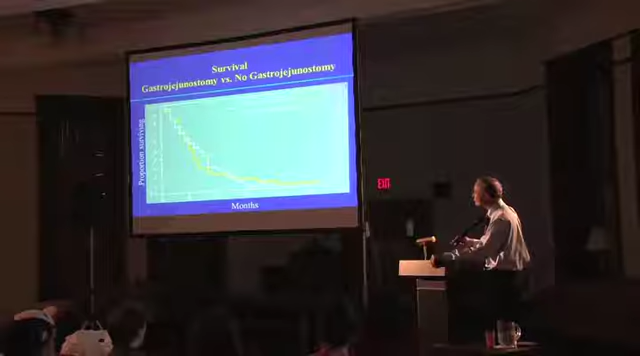 Survival
Gastrojejunostomy vs. No Gastrojejunostomy
Proportion surviving
Months
EXIT